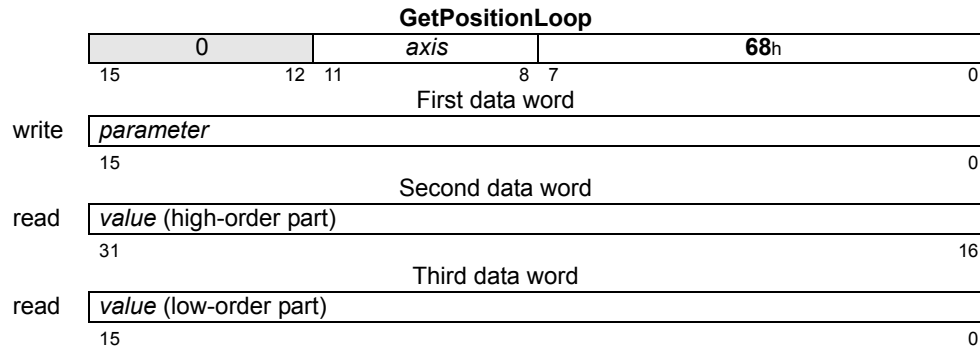 GetPositionLoop
0 axis 68h
15 12 11 8 7 0
First data word
write parameter
15 0
Second data word
read value (high-order part)
31 16
Third data word
read value (low-order part)
15 0